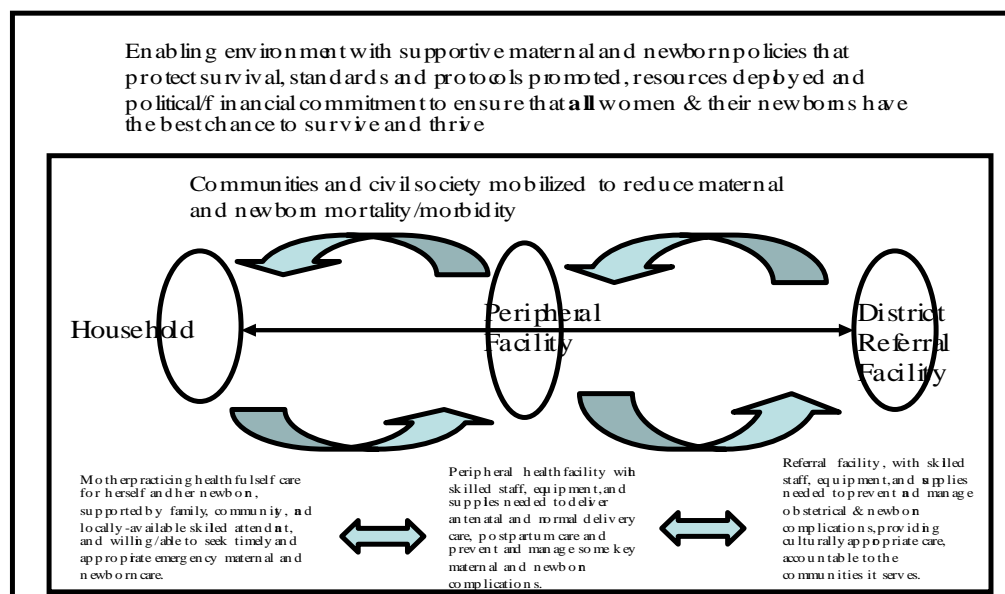 Enabling environment with supportive maternal and newborn policies that
protect survival, standards and protocols promoted, resources deployed and
political/financial commitment to ensure that all women & their newborns have
the best chance to survive and thrive
Communities and civil society mobilized to reduce maternal
and newborn mortality/morbidity
Household
Peripheral
Facility
District
Referral
Facility
Mother practicing healthful self care
for herself and her newborn,
supported by family, community, and
locally-available skilled attendant,
and willing/able to seek timely and
appropriate emergency maternal and
newborn care.
Peripheral health facility with
skilled staff, equipment, and
supplies needed to deliver
antenatal and normal delivery
care, postpartum care and
prevent and manage some key
maternal and newborn
complications.
Referral facility, with skilled
staff, equipment, and supplies
needed to prevent and manage
obstetrical & newborn
complications, providing
culturally appropriate care,
accountable to the
communities it serves.